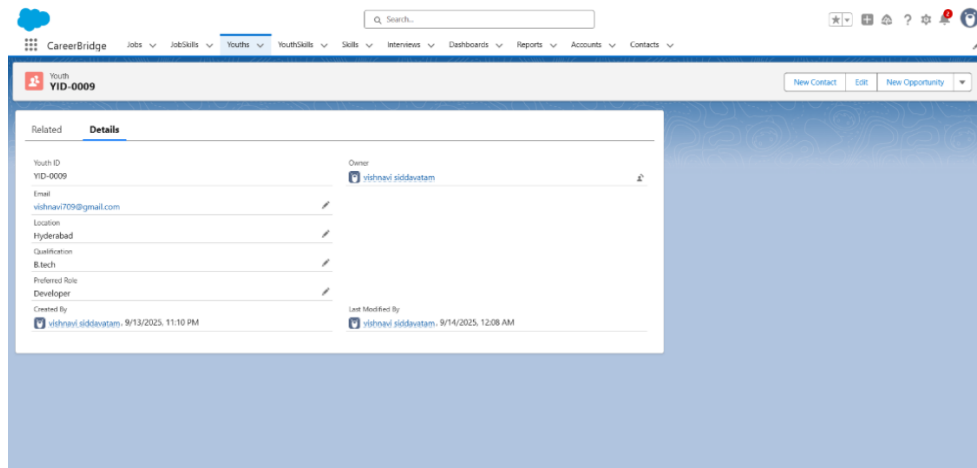 Search...
2
CareerBridge Jobs JobSkills Youths YouthSkills Skills Interviews Dashboards Reports Accounts Contacts
Youth
YID-0009
New Contact Edit New Opportunity
Related Details
Youth ID
YID-0009
Owner
vishnavi siddavatam
Email
vishnavi709@gmail.com
Location
Hyderabad
Qualification
B.tech
Preferred Role
Developer
Created By
vishnavi siddavatam, 9/13/2025, 11:10 PM
Last Modified By
vishnavi siddavatam, 9/14/2025, 12:08 AM